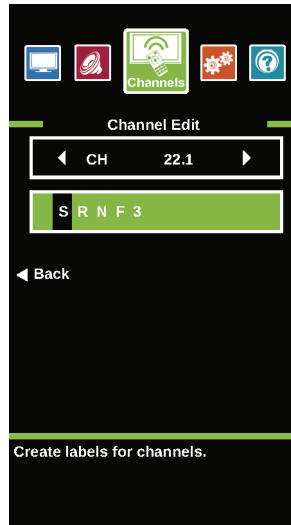 ?
Channels
Channel Edit
CH 22.1
S R N F 3
Back
Create labels for channels.